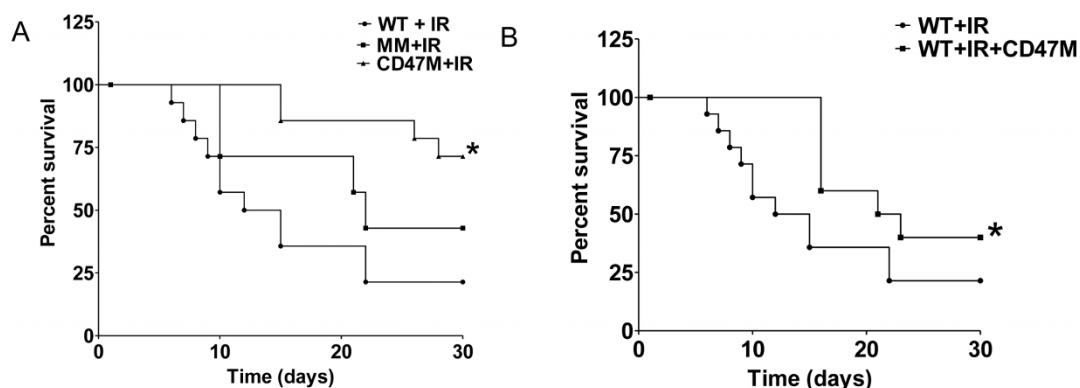 A
WT + IR
MM+IR
CD47M+IR
125
100
75
50
25
0
*
0 10 20 30
Percent survival
Time (days)
B
WT+IR
WT+IR+CD47M
125
100
75
50
25
0
*
0 10 20 30
Percent survival
Time (days)